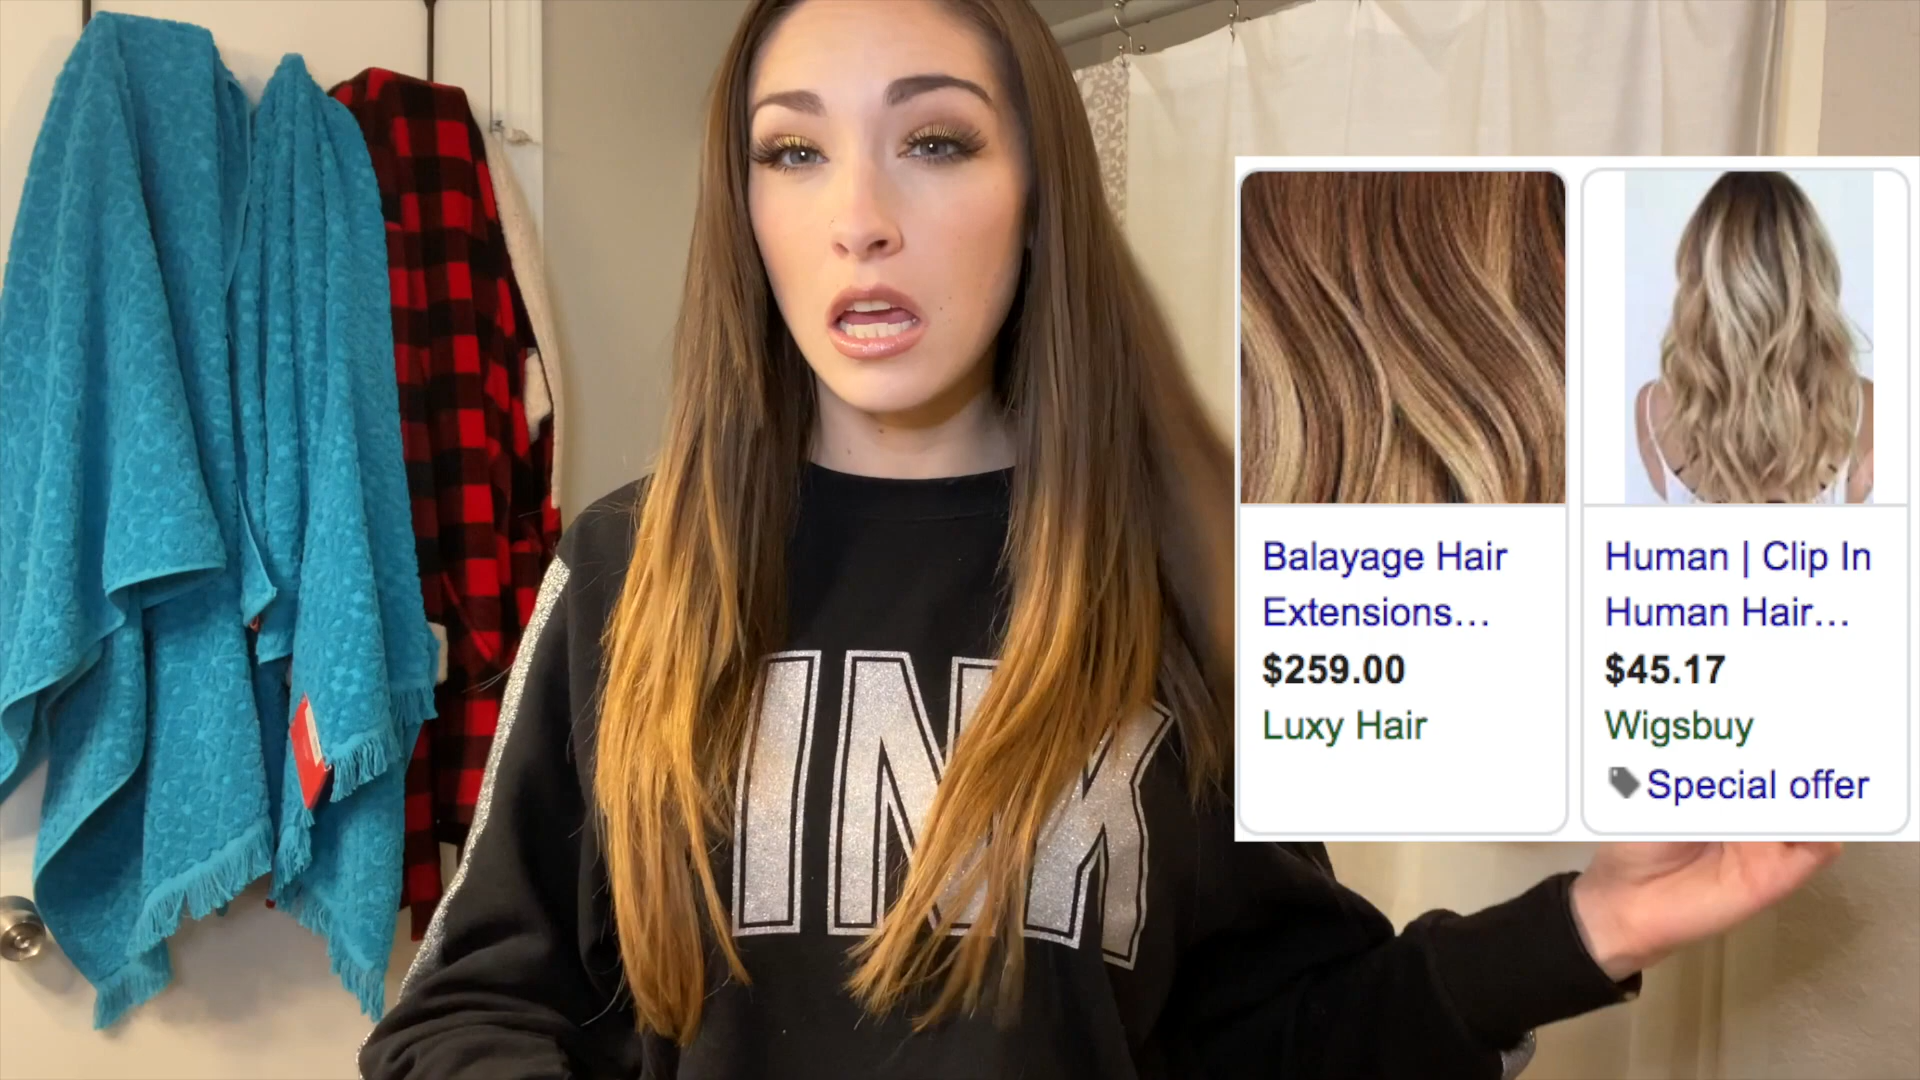 INK
Balayage Hair
Extensions...
$259.00
Luxy Hair
Human | Clip In
Human Hair...
$45.17
Wigsbuy
Special offer